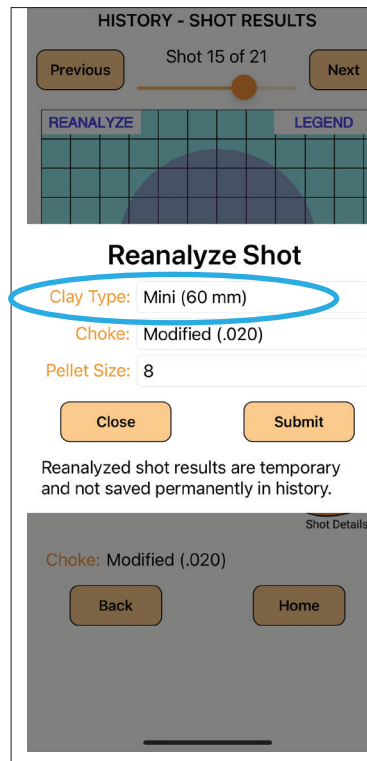 HISTORY - SHOT RESULTS
Previous
Shot 15 of 21
Next
REANALYZE
LEGEND
Reanalyze Shot
Clay Type: Mini (60 mm)
Choke: Modified (.020)
Pellet Size: 8
Close
Submit
Reanalyzed shot results are temporary
and not saved permanently in history.
Shot Details
Choke: Modified (.020)
Back
Home